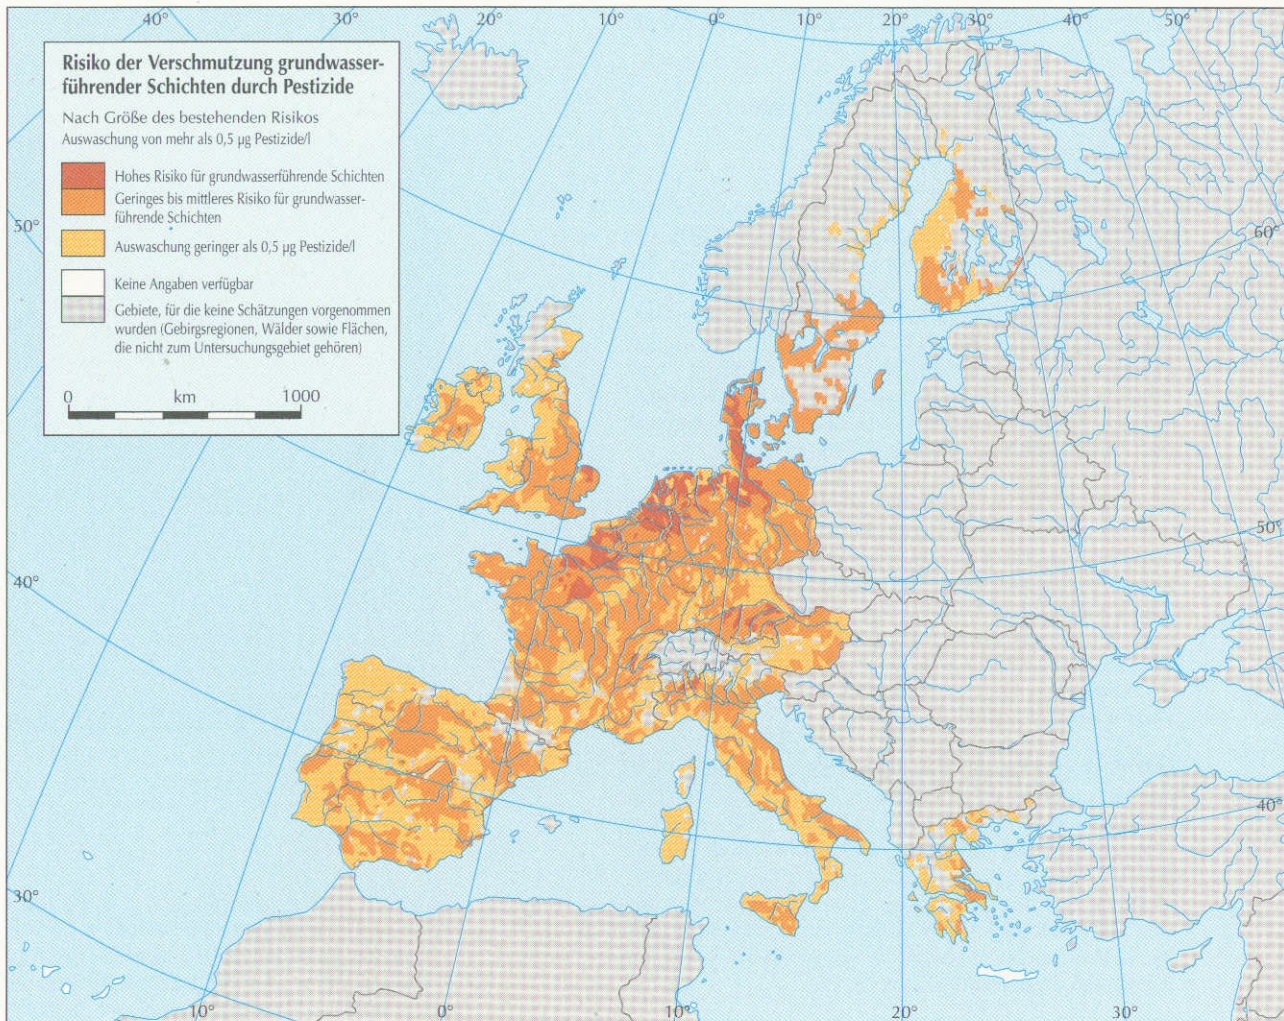 40° 30° 20° 10° 0° 10° 20° 30° 40° 50°
Risiko der Verschmutzung grundwasser-
führender Schichten durch Pestizide
Nach Größe des bestehenden Risikos
Auswaschung von mehr als 0,5 µg Pestizide/l
Hohes Risiko für grundwasserführende Schichten
Geringes bis mittleres Risiko für grundwasser-
führende Schichten
Auswaschung geringer als 0,5 µg Pestizide/l
Keine Angaben verfügbar
Gebiete, für die keine Schätzungen vorgenommen
wurden (Gebirgsregionen, Wälder sowie Flächen,
die nicht zum Untersuchungsgebiet gehören)
0 km 1000
50°
60°
50°
40°
40°
30°
10° 0° 10° 20° 30°